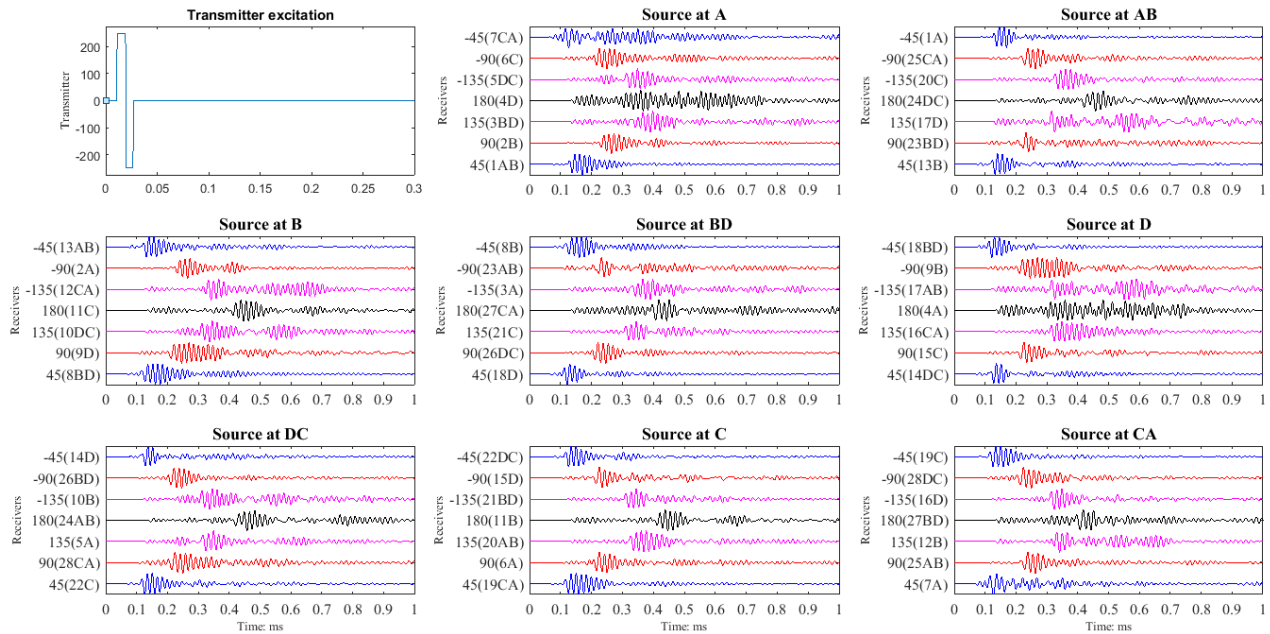 Transmitter excitation
Transmitter
200
100
0
-100
-200
0 0.05 0.1 0.15 0.2 0.25 0.3
Source at A
Receivers
-45(7CA)
-90(6C)
-135(5DC)
180(4D)
135(3BD)
90(2B)
45(1AB)
0 0.1 0.2 0.3 0.4 0.5 0.6 0.7 0.8 0.9 1
Source at AB
Receivers
-45(1A)
-90(25CA)
-135(20C)
180(24DC)
135(17D)
90(23BD)
45(13B)
0 0.1 0.2 0.3 0.4 0.5 0.6 0.7 0.8 0.9 1
Source at B
Receivers
-45(13AB)
-90(2A)
-135(12CA)
180(11C)
135(10DC)
90(9D)
45(8BD)
0 0.1 0.2 0.3 0.4 0.5 0.6 0.7 0.8 0.9 1
Source at BD
Receivers
-45(8B)
-90(23AB)
-135(3A)
180(27CA)
135(21C)
90(26DC)
45(18D)
0 0.1 0.2 0.3 0.4 0.5 0.6 0.7 0.8 0.9 1
Source at D
Receivers
-45(18BD)
-90(9B)
-135(17AB)
180(4A)
135(16CA)
90(15C)
45(14DC)
0 0.1 0.2 0.3 0.4 0.5 0.6 0.7 0.8 0.9 1
Source at DC
Receivers
-45(14D)
-90(26BD)
-135(10B)
180(24AB)
135(5A)
90(28CA)
45(22C)
0 0.1 0.2 0.3 0.4 0.5 0.6 0.7 0.8 0.9 1
Time: ms
Source at C
Receivers
-45(22DC)
-90(15D)
-135(21BD)
180(11B)
135(20AB)
90(6A)
45(19CA)
0 0.1 0.2 0.3 0.4 0.5 0.6 0.7 0.8 0.9 1
Time: ms
Source at CA
Receivers
-45(19C)
-90(28DC)
-135(16D)
180(27BD)
135(12B)
90(25AB)
45(7A)
0 0.1 0.2 0.3 0.4 0.5 0.6 0.7 0.8 0.9 1
Time: ms